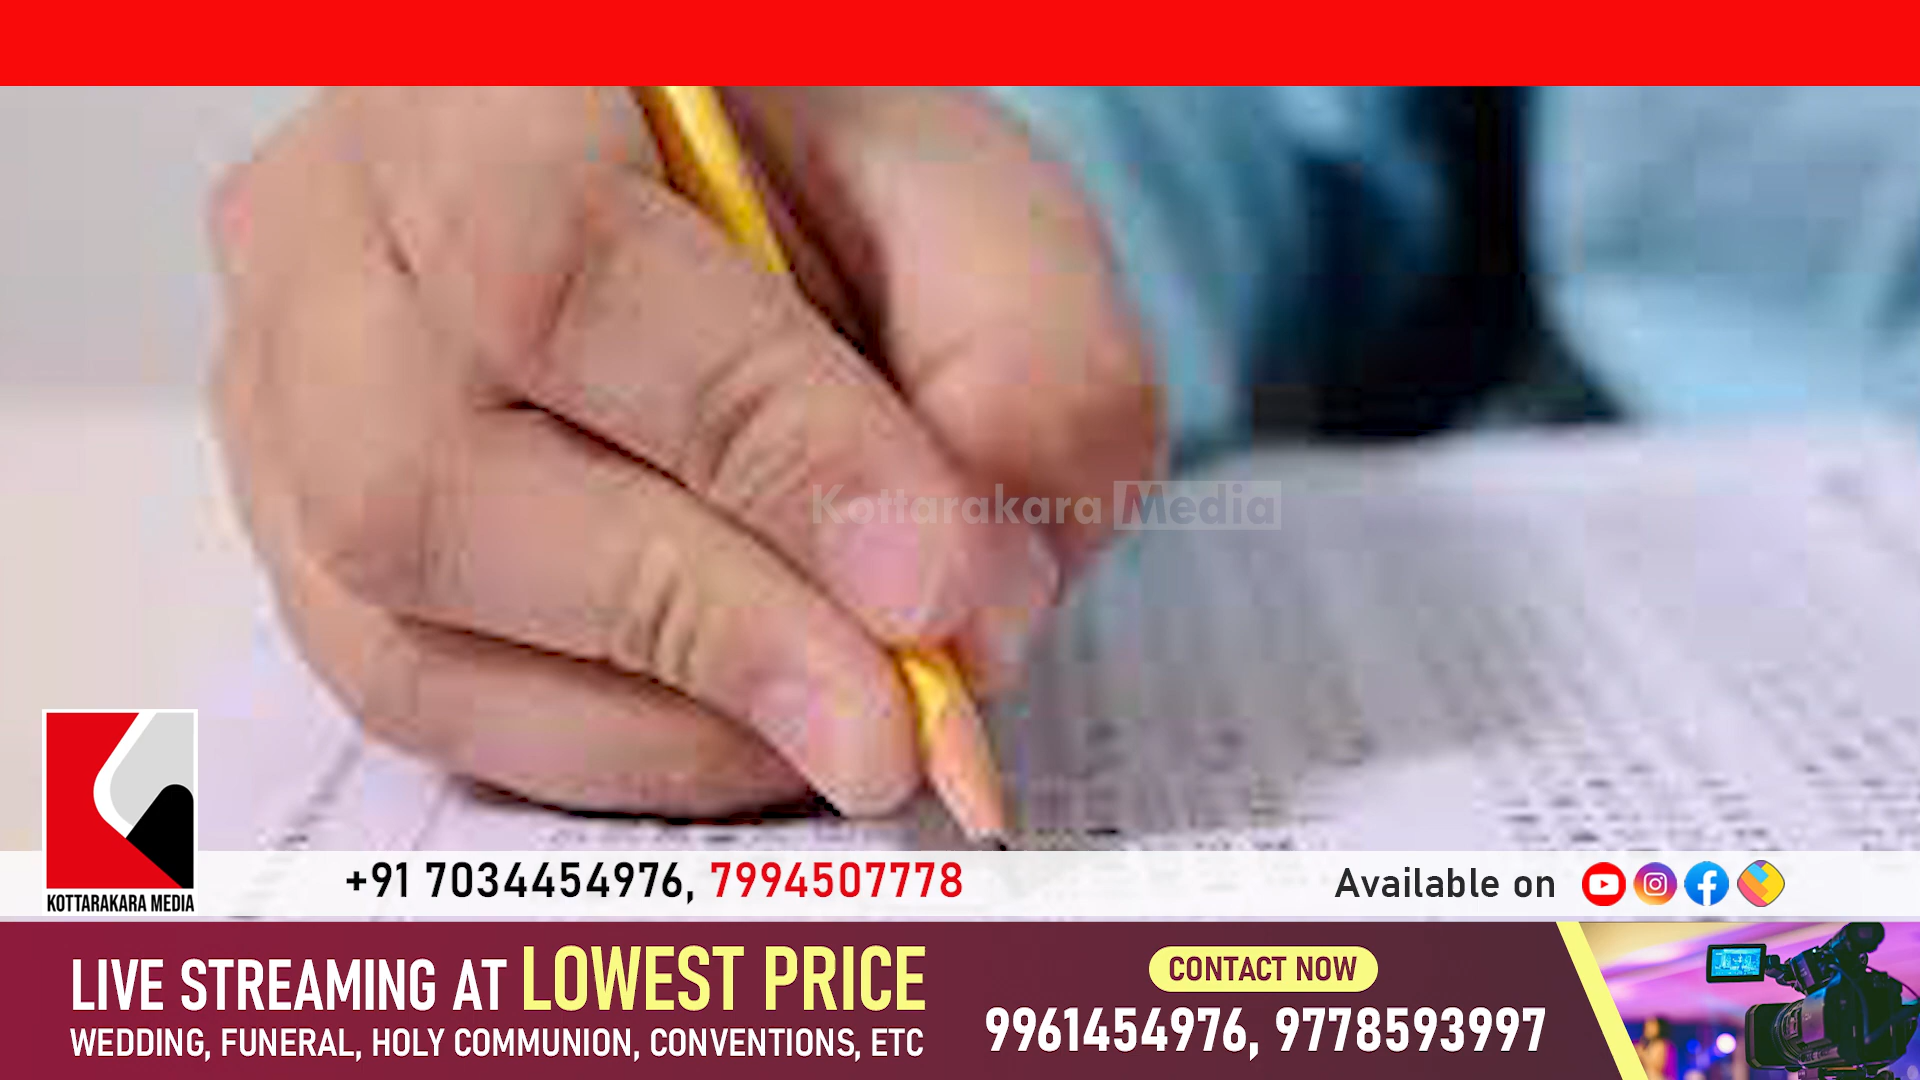 Kottarakara Media
KOTTARAKARA MEDIA
+91 7034454976, 7994507778
Available on
LIVE STREAMING AT LOWEST PRICE
WEDDING, FUNERAL, HOLY COMMUNION, CONVENTIONS, ETC
CONTACT NOW
9961454976, 9778593997